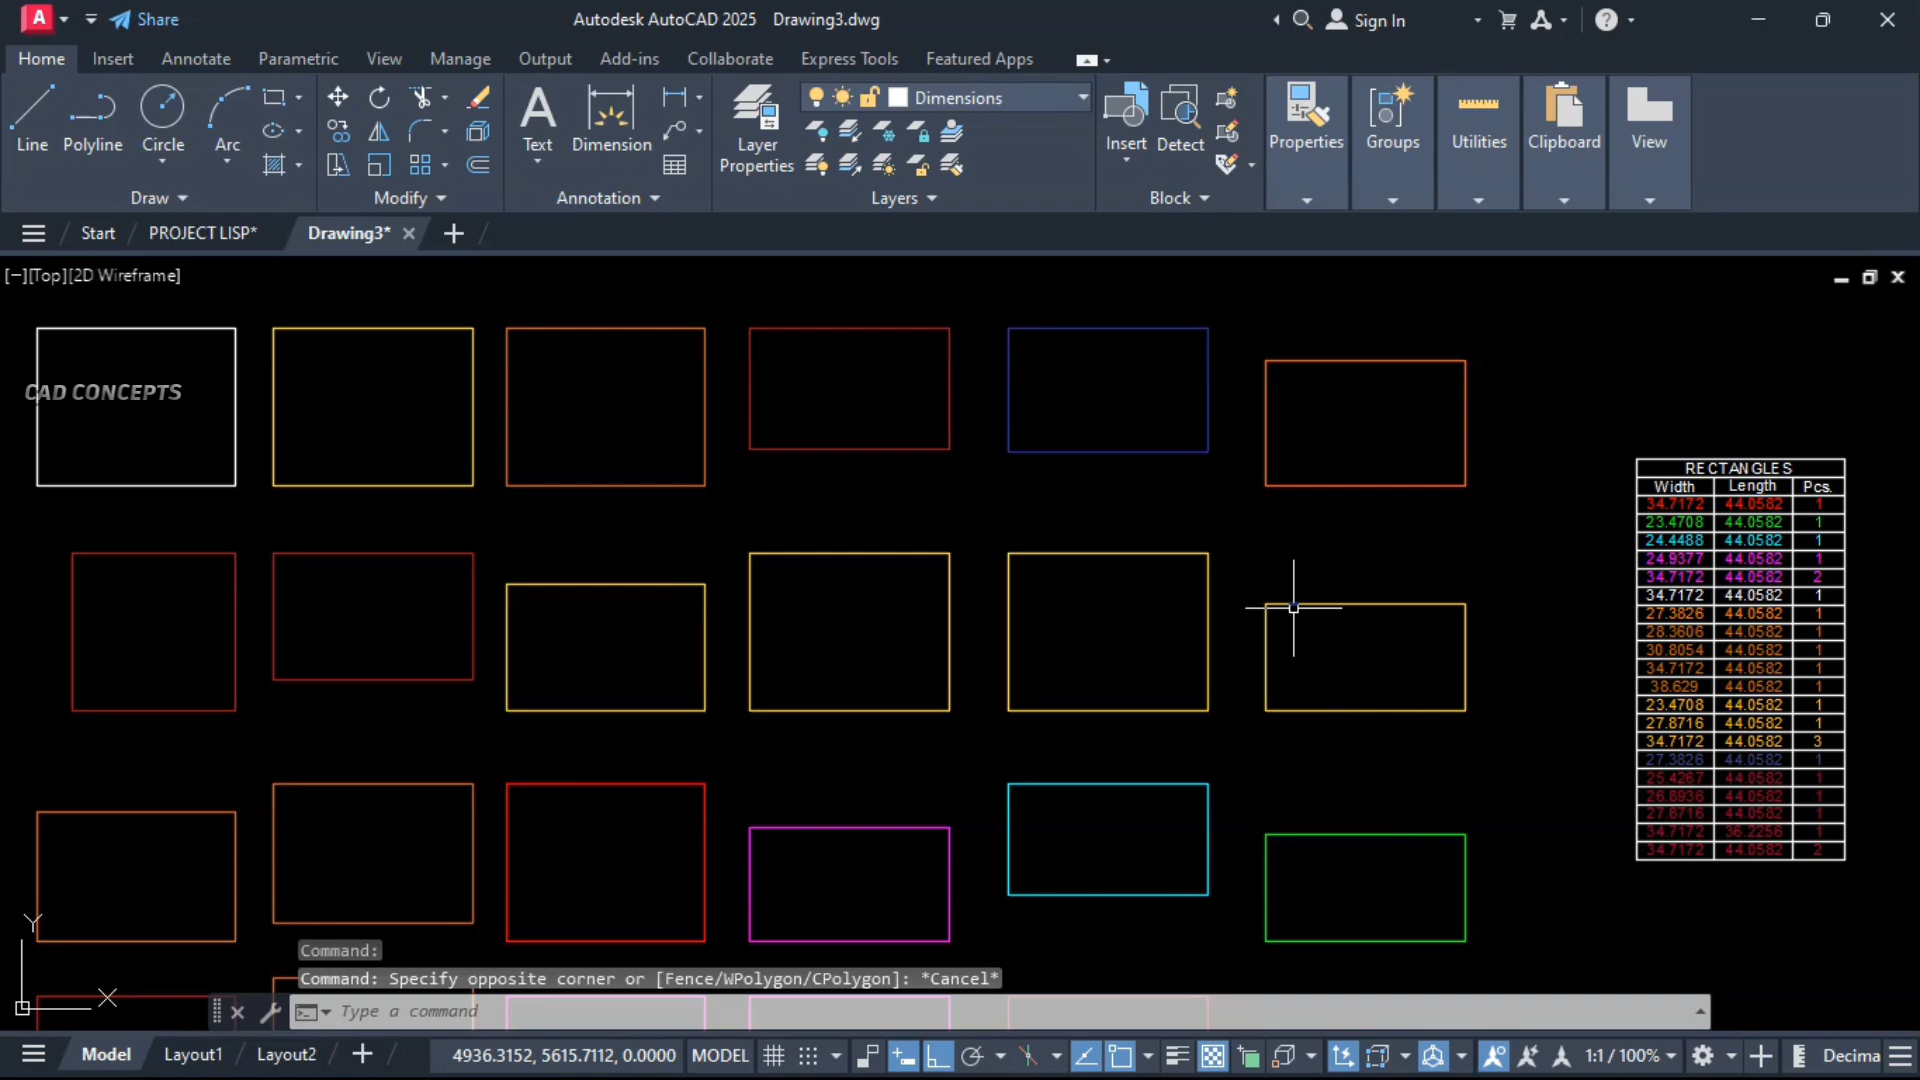 A Share Autodesk AutoCAD 2025 Drawing3.dwg Sign In
Home Insert Annotate Parametric View Manage Output Add-ins Collaborate Express Tools Featured Apps
Line Polyline Circle Arc
Text Dimension
Layer Properties
Dimensions
Insert Detect
Properties Groups Utilities Clipboard View
Draw Modify Annotation Layers Block
Start PROJECT LISP* Drawing3*
[−][Top][2D Wireframe]
CAD CONCEPTS
RECTANGLES
Width Length Pcs.
34.7172 44.0582 1
23.4708 44.0582 1
24.4488 44.0582 1
24.9377 44.0582 1
34.7172 44.0582 2
34.7172 44.0582 1
27.3826 44.0582 1
28.3606 44.0582 1
30.8054 44.0582 1
34.7172 44.0582 1
38.629 44.0582 1
23.4708 44.0582 1
27.8716 44.0582 1
34.7172 44.0582 3
27.3826 44.0582 1
25.4267 44.0582 1
26.8936 44.0582 1
27.8716 44.0582 1
34.7172 36.2256 1
34.7172 44.0582 2
Y
X
Command:
Command: Specify opposite corner or [Fence/WPolygon/CPolygon]: *Cancel*
Type a command
Model Layout1 Layout2 4936.3152, 5615.7112, 0.0000 MODEL 1:1 / 100% Decima